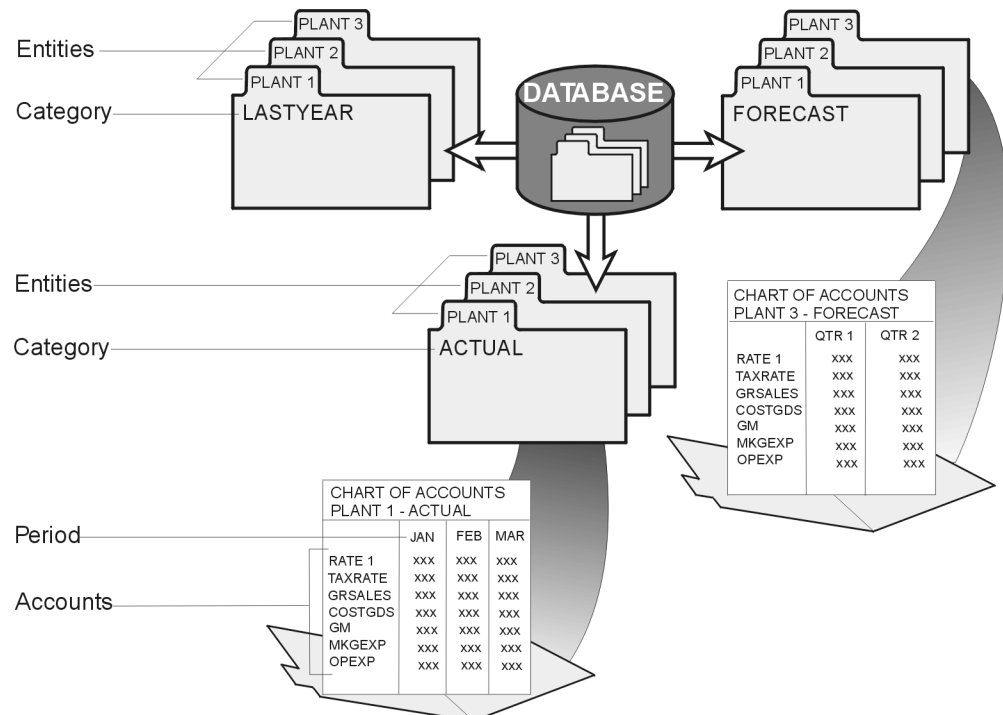 PLANT 3
PLANT 2
PLANT 1
LASTYEAR
Entities
Category
DATABASE
PLANT 3
PLANT 2
PLANT 1
FORECAST
PLANT 3
PLANT 2
PLANT 1
ACTUAL
Entities
Category
CHART OF ACCOUNTS
PLANT 3 - FORECAST
QTR 1 QTR 2
RATE 1 xxx xxx
TAXRATE xxx xxx
GRSALES xxx xxx
COSTGDS xxx xxx
GM xxx xxx
MKGEXP xxx xxx
OPEXP xxx xxx
CHART OF ACCOUNTS
PLANT 1 - ACTUAL
Period
JAN FEB MAR
RATE 1 xxx xxx xxx
TAXRATE xxx xxx xxx
GRSALES xxx xxx xxx
COSTGDS xxx xxx xxx
GM xxx xxx xxx
MKGEXP xxx xxx xxx
OPEXP xxx xxx xxx
Accounts